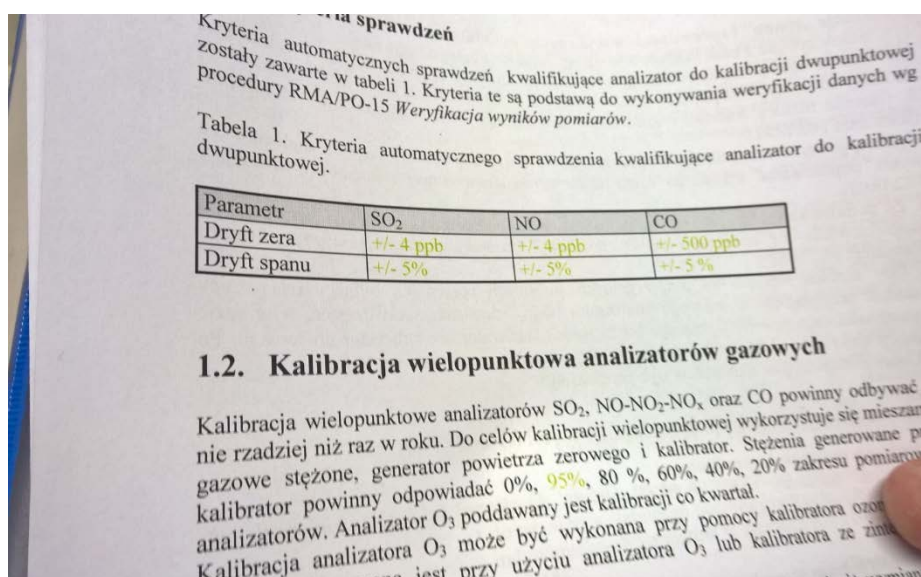 sprawdzeń
Kryteria automatycznych sprawdzeń kwalifikujące analizator do kalibracji dwupunktowej
zostały zawarte w tabeli 1. Kryteria te są podstawą do wykonywania weryfikacji danych wg
procedury RMA/PO-15 Weryfikacja wyników pomiarów.
Tabela 1. Kryteria automatycznego sprawdzenia kwalifikujące analizator do kalibracji
dwupunktowej.
Parametr SO₂ NO CO
Dryft zera +/- 4 ppb +/- 4 ppb +/- 500 ppb
Dryft spanu +/- 5% +/- 5% +/- 5 %
1.2. Kalibracja wielopunktowa analizatorów gazowych
Kalibracja wielopunktowe analizatorów SO₂, NO-NO₂-NOₓ oraz CO powinny odbywać
nie rzadziej niż raz w roku. Do celów kalibracji wielopunktowej wykorzystuje się
gazowe stężone, generator powietrza zerowego i kalibrator. Stężenia generowane
kalibrator powinny odpowiadać 0%, 95%, 80 %, 60%, 40%, 20% zakresu
analizatorów. Analizator O₃ poddawany jest kalibracji co kwartał.
Kalibracja analizatora O₃ może być wykonana przy pomocy kalibratora
jest przy użyciu analizatora O₃ lub kalibratora ze